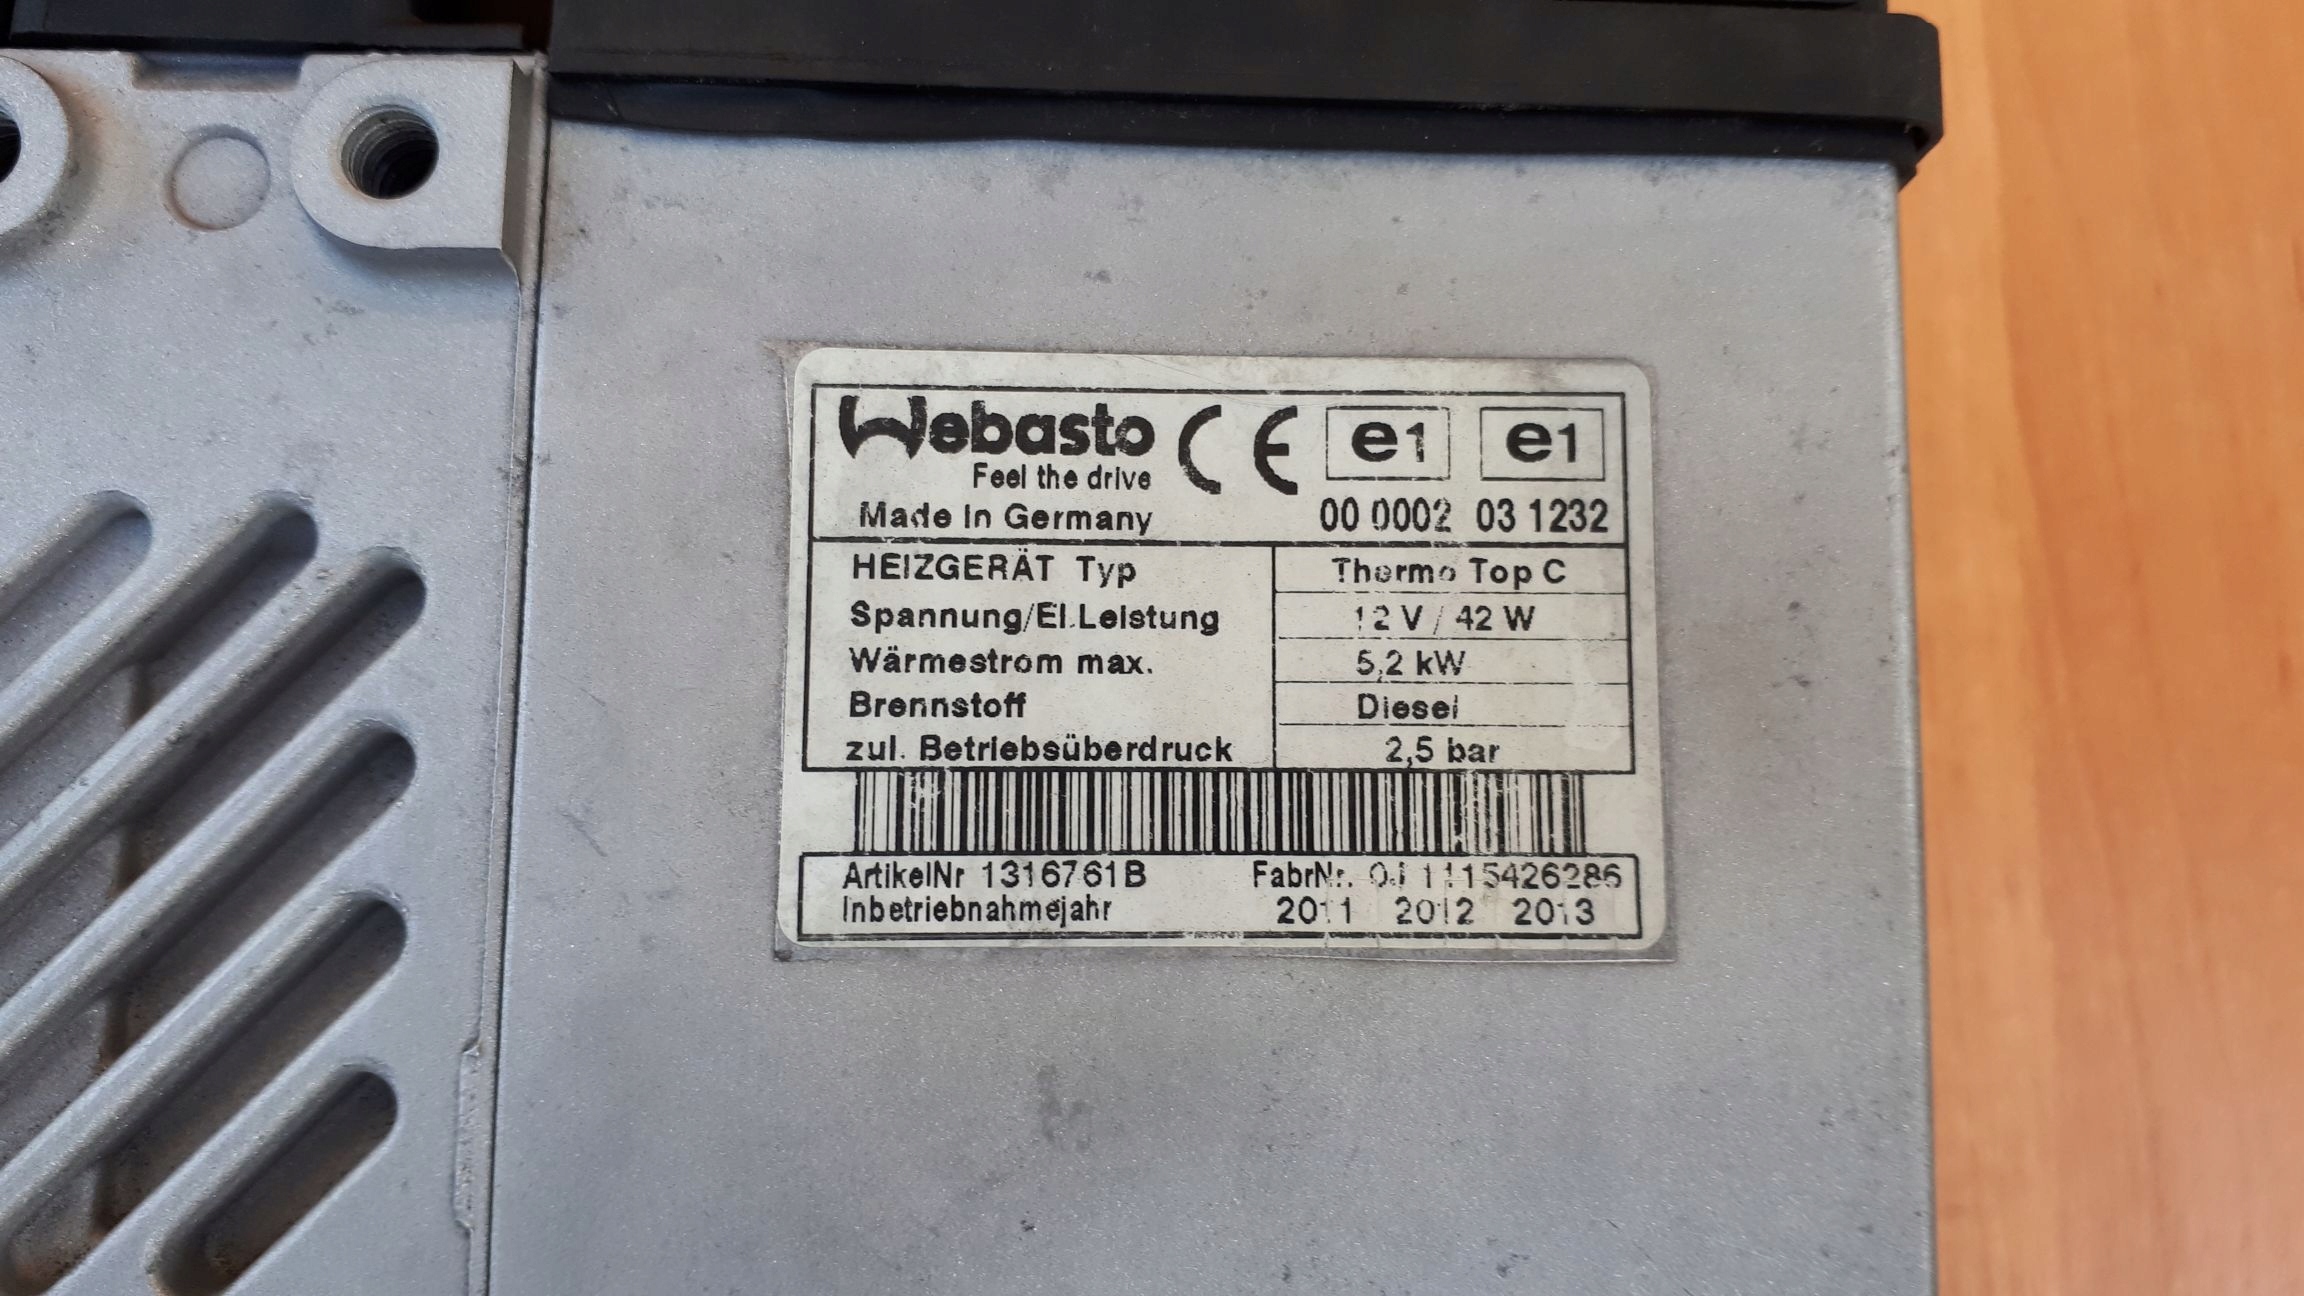 Webasto CE e1 e1
Feel the drive
Made in Germany 00 0002 03 1232
HEIZGERÄT Typ Thermo Top C
Spannung/El.Leistung 12 V / 42 W
Wärmestrom max. 5,2 kW
Brennstoff Diesel
zul. Betriebsüberdruck 2,5 bar
ArtikelNr 1316761B FabrNr.
Inbetriebnahmejahr 2011 2012 2013